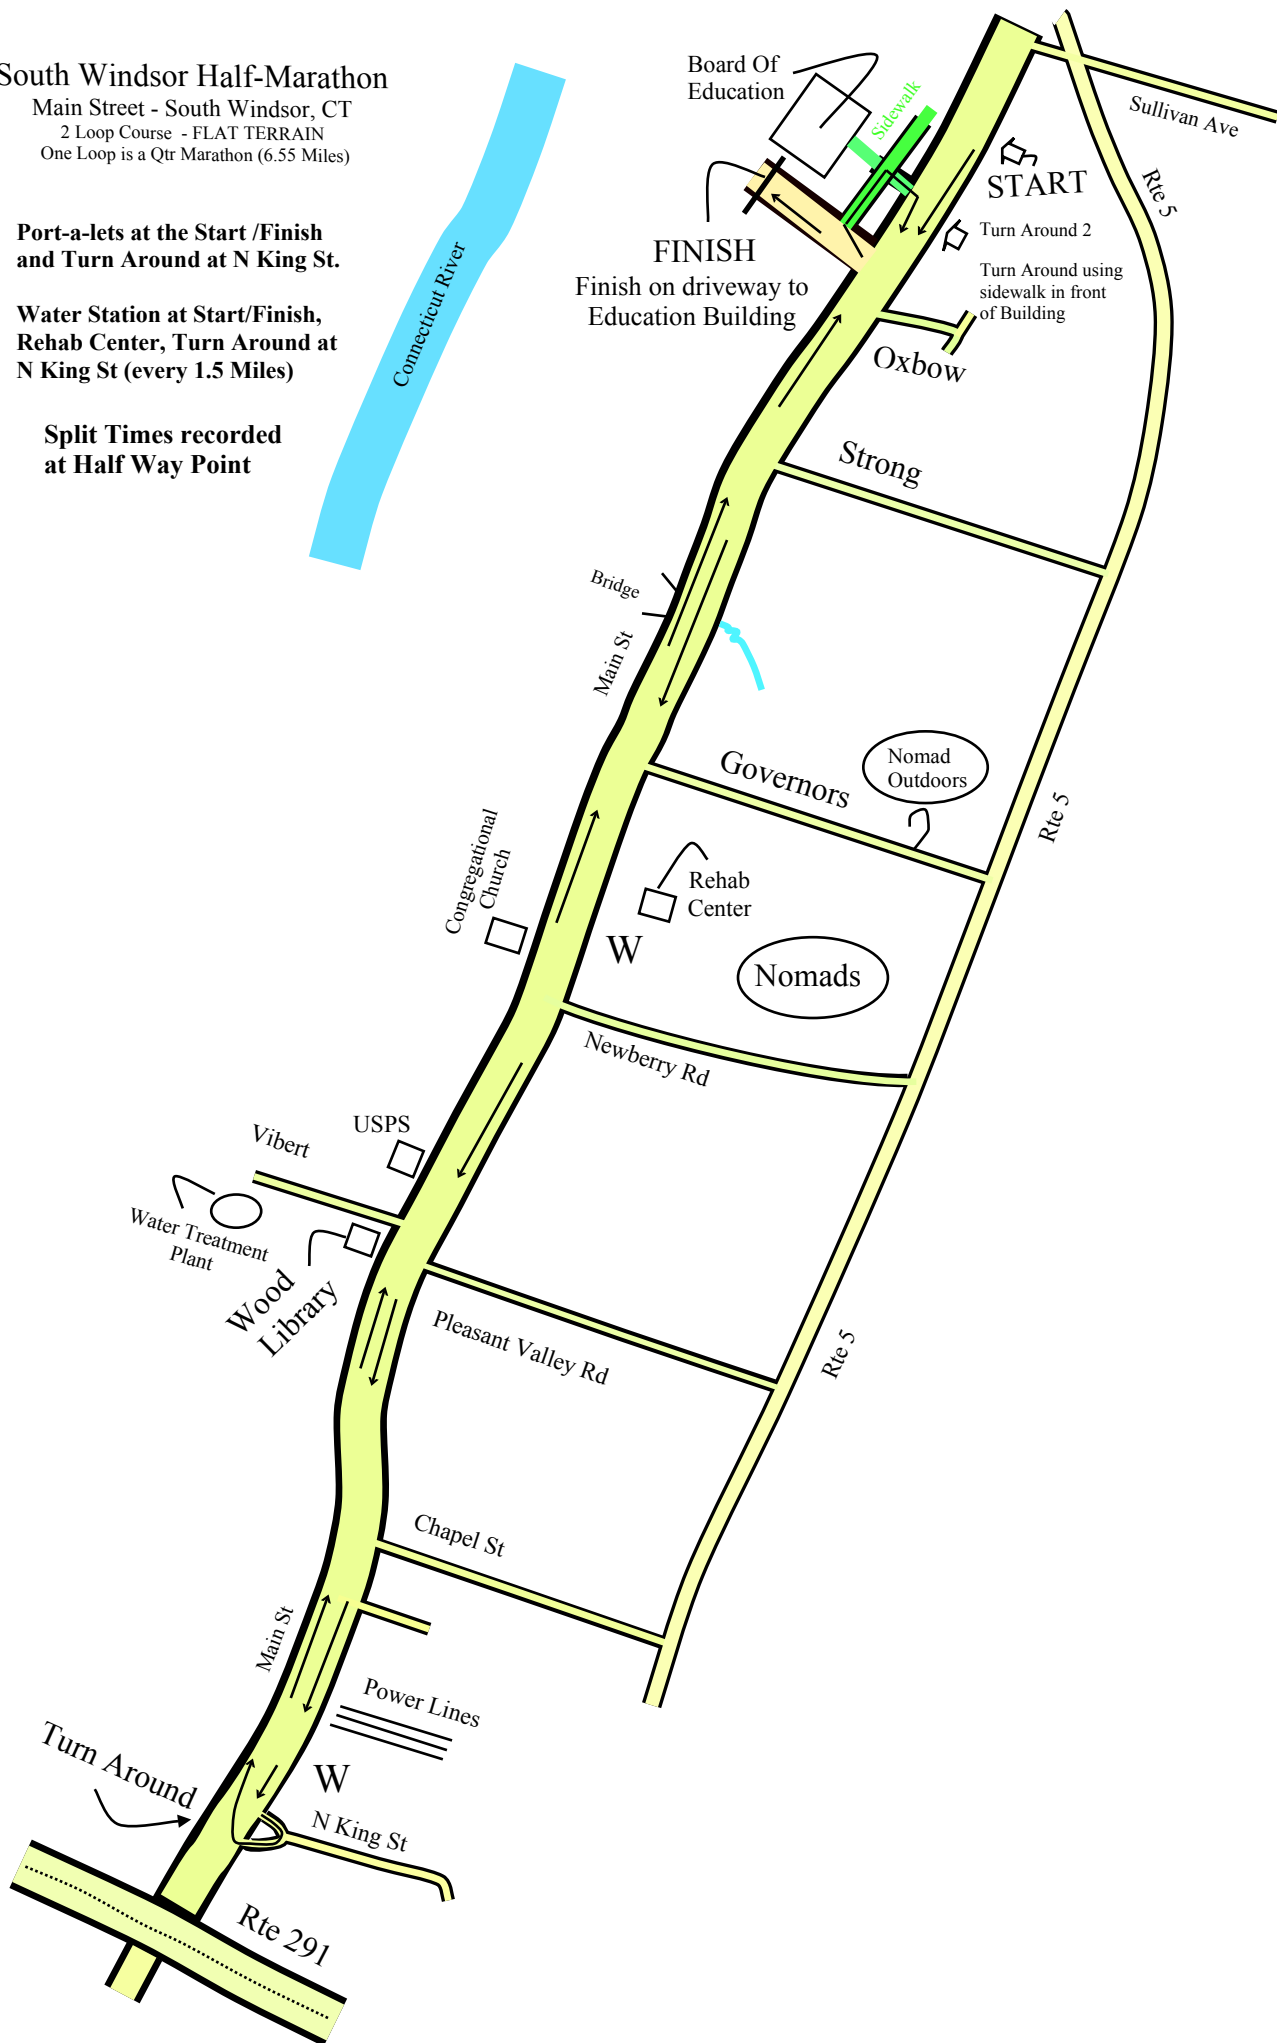 South Windsor Half-Marathon
Main Street - South Windsor, CT
2 Loop Course - FLAT TERRAIN
One Loop is a Qtr Marathon (6.55 Miles)
Port-a-lets at the Start /Finish
and Turn Around at N King St.
Water Station at Start/Finish,
Rehab Center, Turn Around at
N King St (every 1.5 Miles)
Split Times recorded
at Half Way Point
Connecticut River
Board Of
Education
Sidewalk
Sullivan Ave
START
Rte 5
Turn Around 2
Turn Around using
sidewalk in front
of Building
FINISH
Finish on driveway to
Education Building
Oxbow
Strong
Bridge
Main St
Governors
Nomad
Outdoors
Rte 5
Congregational
Church
Rehab
Center
W
Nomads
Newberry Rd
USPS
Vibert
Water Treatment
Plant
Wood
Library
Pleasant Valley Rd
Rte 5
Chapel St
Main St
Power Lines
Turn Around
W
N King St
Rte 291